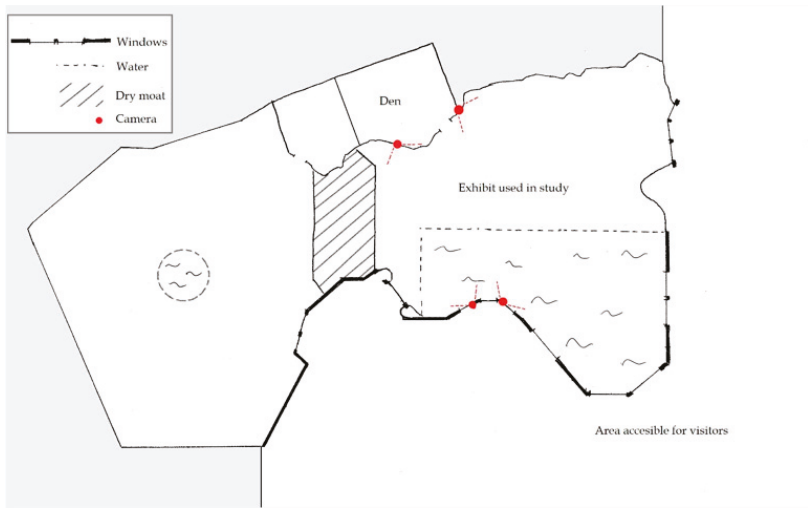 Windows
Water
Dry moat
Camera
Den
Exhibit used in study
Area accesible for visitors